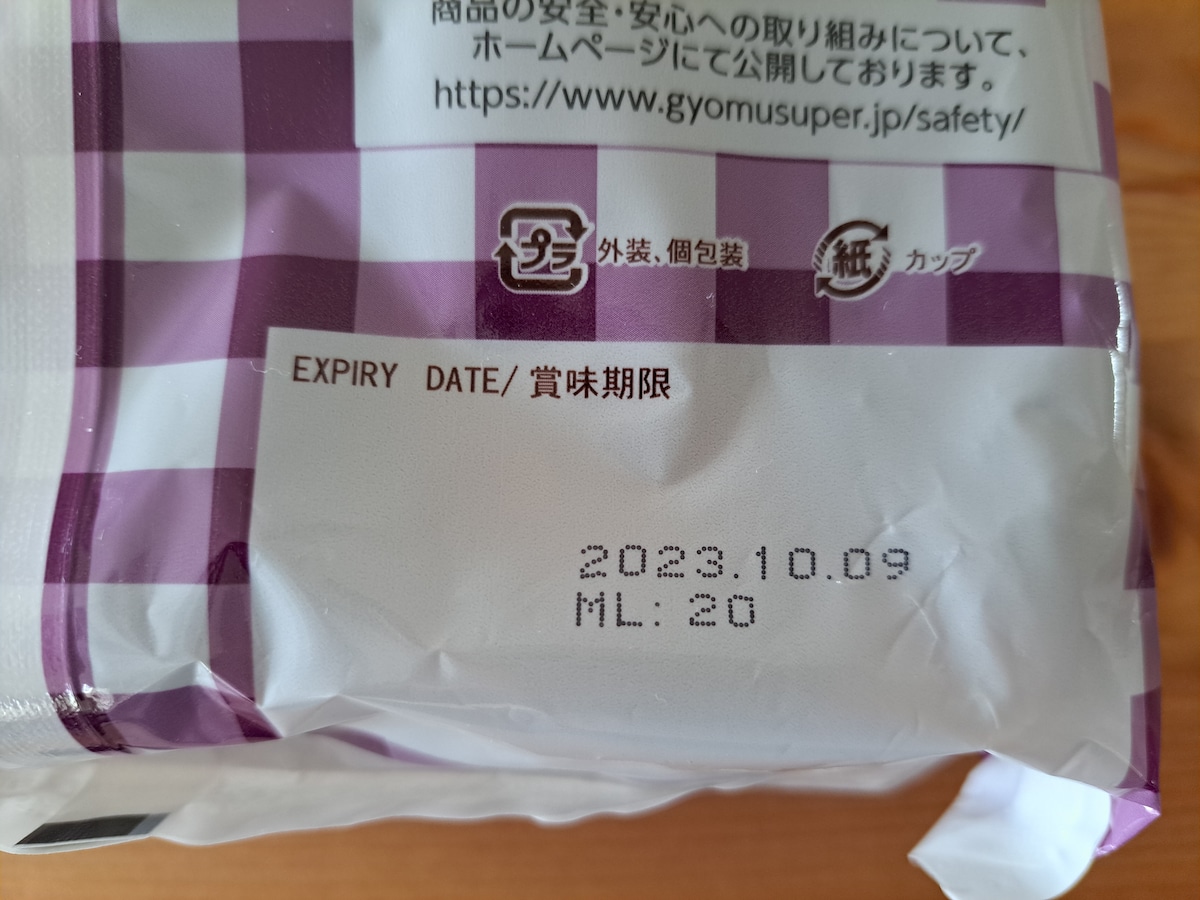 商品の安全・安心への取り組みについて、
ホームページにて公開しております。
https://www.gyomusuper.jp/safety/
プラ 外装、個包装
紙 カップ
EXPIRY DATE/賞味期限
2023.10.09
ML: 20